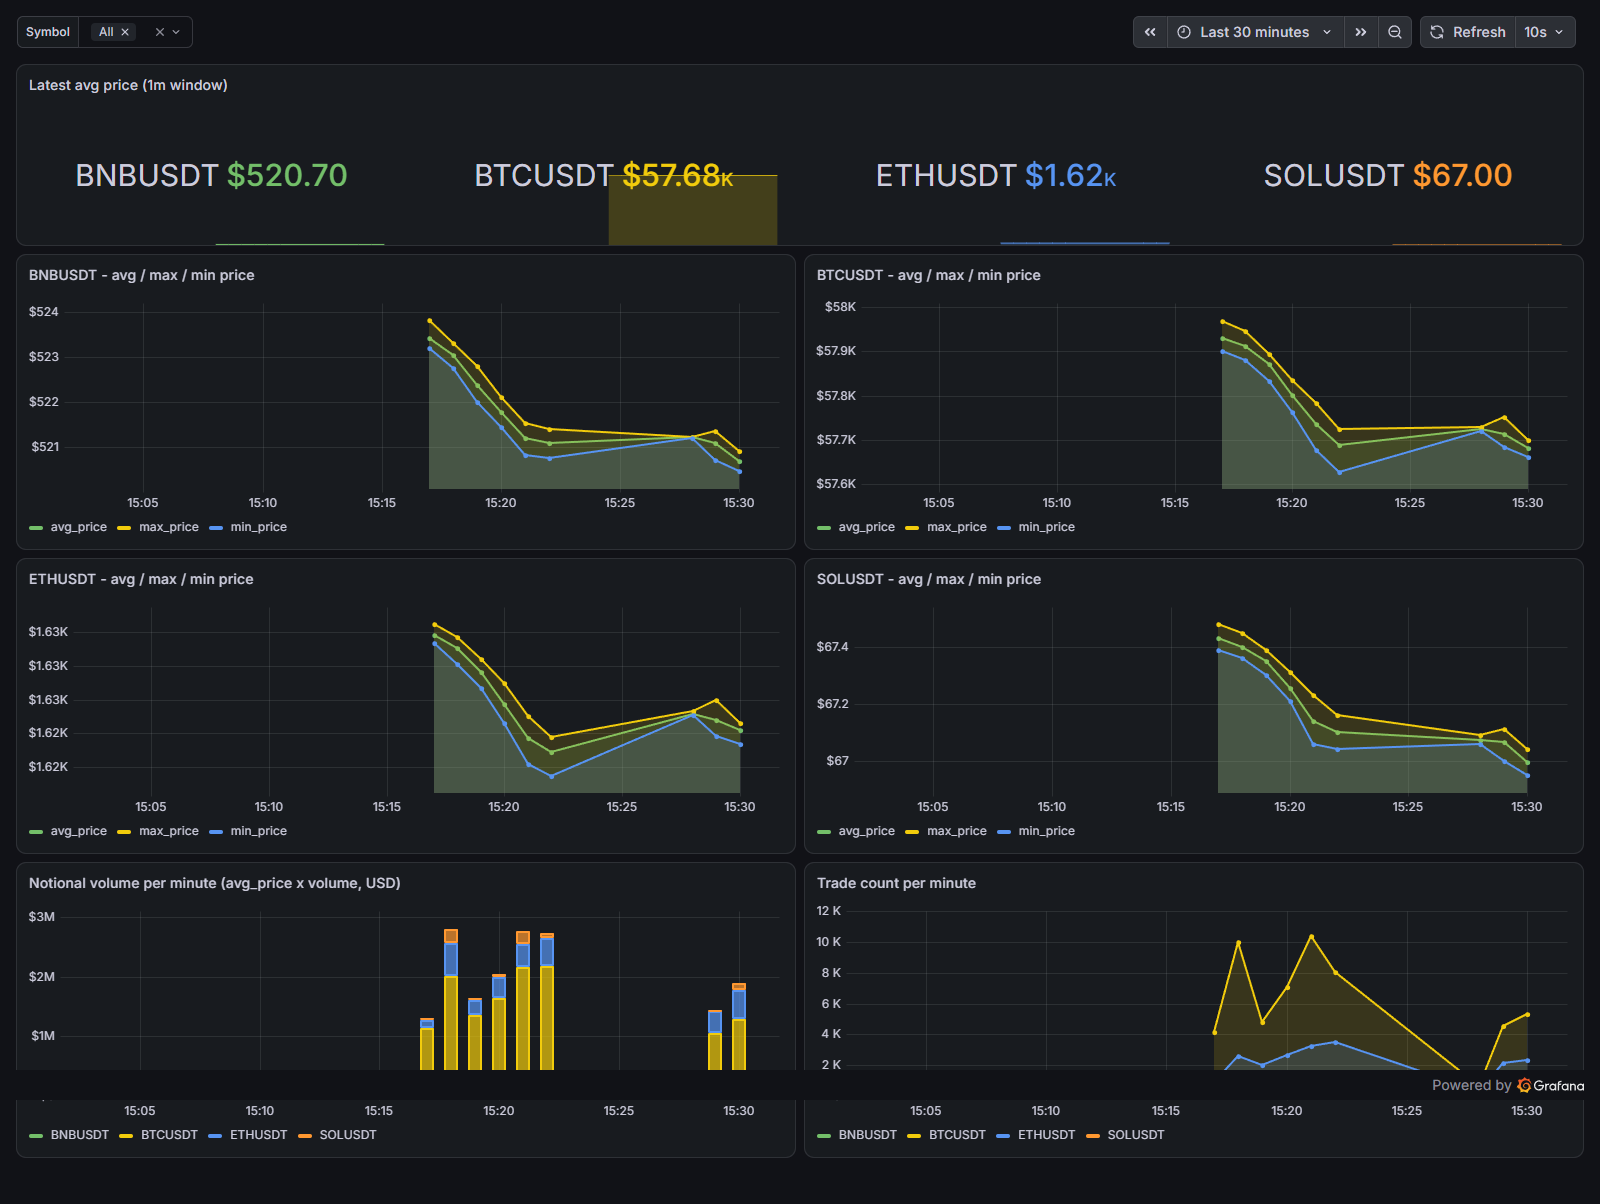 Symbol All
Last 30 minutes Refresh 10s
Latest avg price (1m window)
BNBUSDT $520.70 BTCUSDT $57.68K ETHUSDT $1.62K SOLUSDT $67.00
BNBUSDT - avg / max / min price
$524
$523
$522
$521
15:05 15:10 15:15 15:20 15:25 15:30
avg_price max_price min_price
BTCUSDT - avg / max / min price
$58K
$57.9K
$57.8K
$57.7K
$57.6K
15:05 15:10 15:15 15:20 15:25 15:30
avg_price max_price min_price
ETHUSDT - avg / max / min price
$1.63K
$1.63K
$1.63K
$1.62K
$1.62K
15:05 15:10 15:15 15:20 15:25 15:30
avg_price max_price min_price
SOLUSDT - avg / max / min price
$67.4
$67.2
$67
15:05 15:10 15:15 15:20 15:25 15:30
avg_price max_price min_price
Notional volume per minute (avg_price x volume, USD)
$3M
$2M
$1M
15:05 15:10 15:15 15:20 15:25 15:30
BNBUSDT BTCUSDT ETHUSDT SOLUSDT
Trade count per minute
12 K
10 K
8 K
6 K
4 K
2 K
Powered by Grafana
15:05 15:10 15:15 15:20 15:25 15:30
BNBUSDT BTCUSDT ETHUSDT SOLUSDT